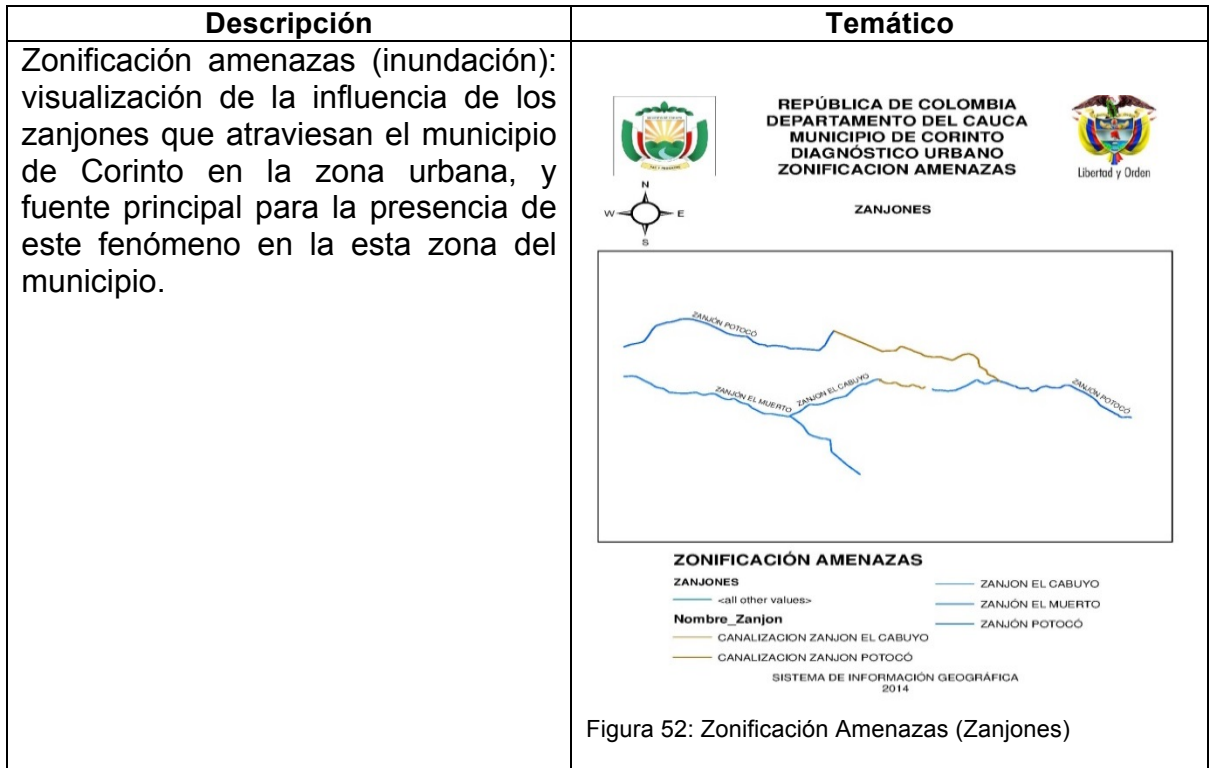 Descripción
Temático
Zonificación amenazas (inundación):
visualización de la influencia de los
zanjones que atraviesan el municipio
de Corinto en la zona urbana, y
fuente principal para la presencia de
este fenómeno en la esta zona del
municipio.
REPÚBLICA DE COLOMBIA
DEPARTAMENTO DEL CAUCA
MUNICIPIO DE CORINTO
DIAGNÓSTICO URBANO
ZONIFICACION AMENAZAS
Libertad y Orden
N
W E
S
ZANJONES
ZANJÓN POTOCÓ
ZANJÓN EL MUERTO
ZANJON EL CABUYO
ZANJÓN POTOCÓ
ZONIFICACIÓN AMENAZAS
ZANJONES
<all other values>
Nombre_Zanjon
CANALIZACION ZANJON EL CABUYO
CANALIZACION ZANJON POTOCÓ
ZANJON EL CABUYO
ZANJÓN EL MUERTO
ZANJÓN POTOCÓ
SISTEMA DE INFORMACIÓN GEOGRÁFICA
2014
Figura 52: Zonificación Amenazas (Zanjones)